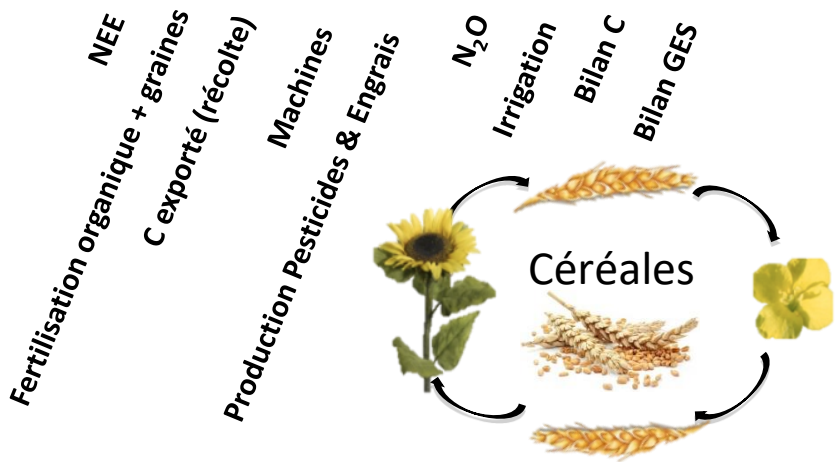 NEE
Fertilisation organique + graines
C exporté (récolte)
Machines
Production Pesticides & Engrais
N₂O
Irrigation
Bilan C
Bilan GES
Céréales